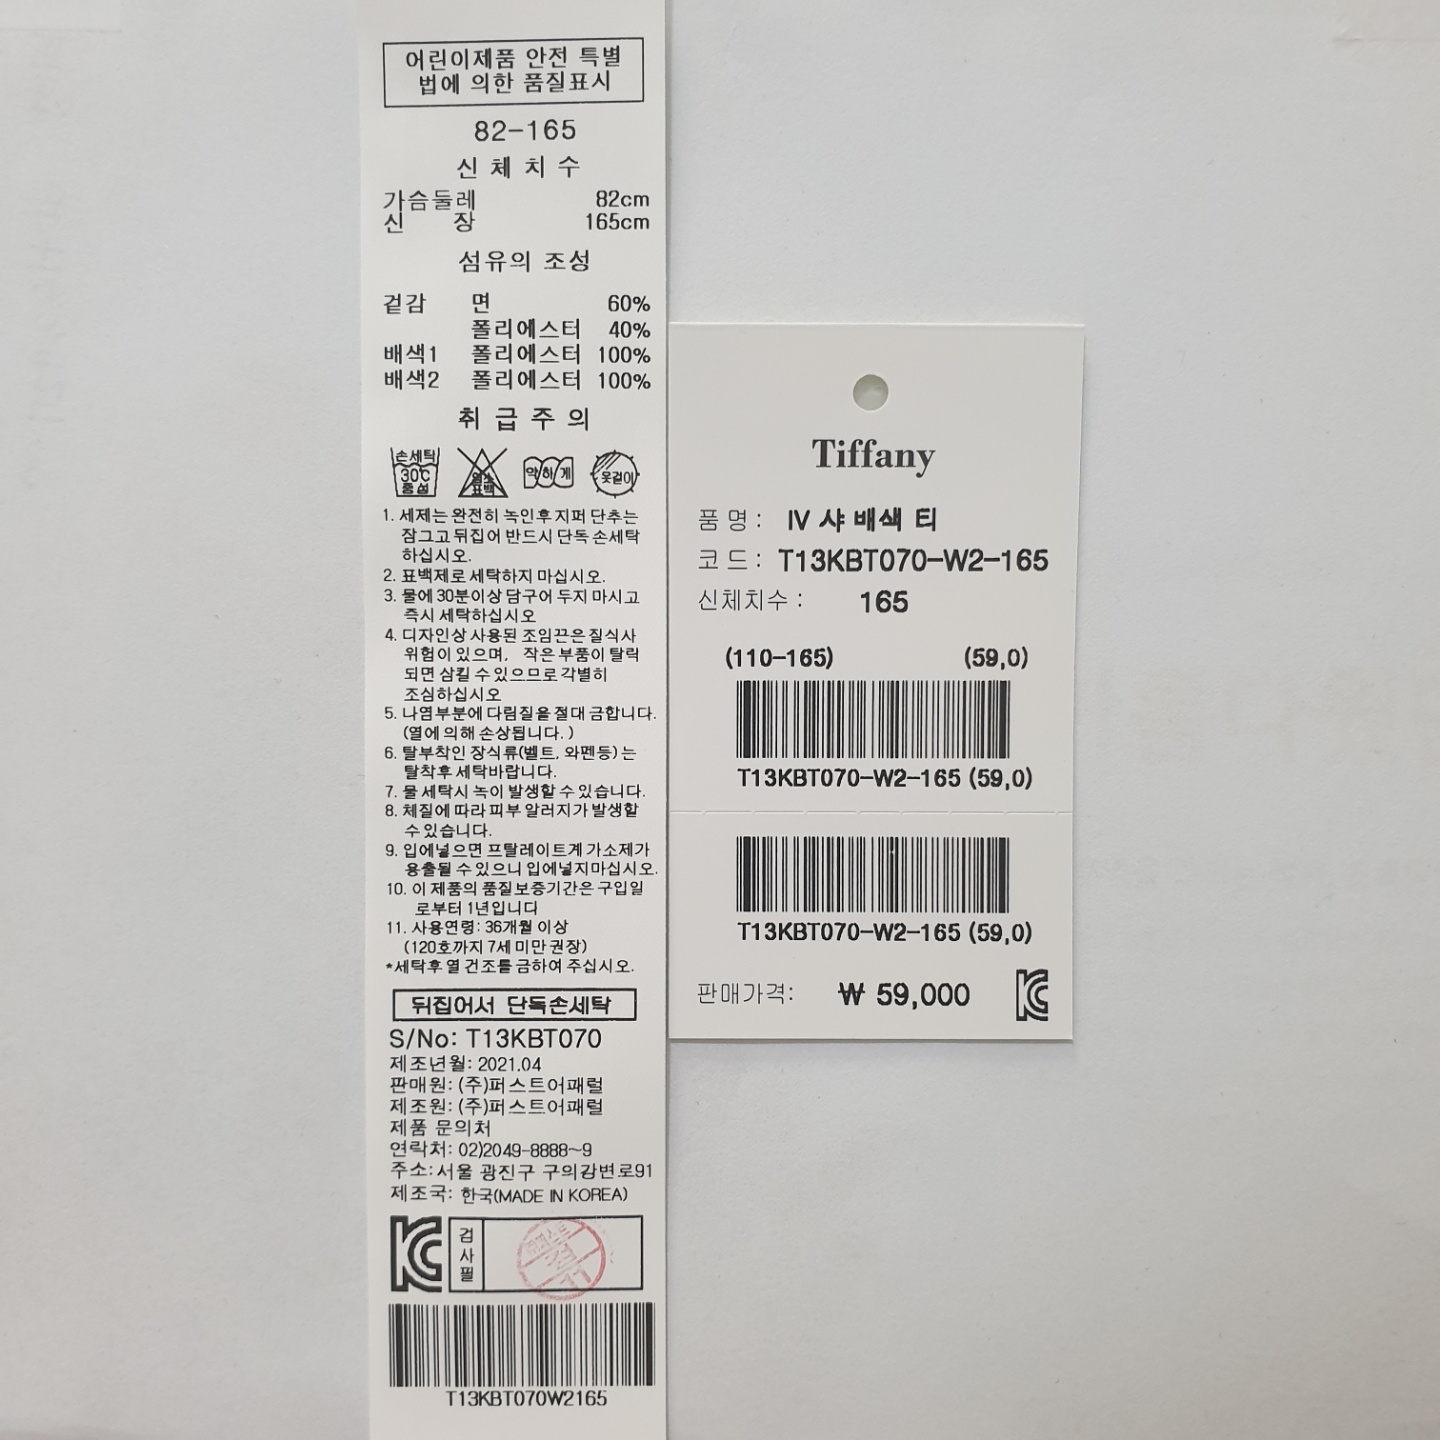 어린이제품 안전 특별
법에 의한 품질표시
82-165
신 체 치 수
가슴둘레 82cm
신 장 165cm
섬유의 조성
겉감 면 60%
폴리에스터 40%
배색1 폴리에스터 100%
배색2 폴리에스터 100%
취 급 주 의
손세탁
30℃
중성
염소
표백
약하게
옷걸이
1. 세제는 완전히 녹인후 지퍼 단추는
잠그고 뒤집어 반드시 단독 손세탁
하십시오.
2. 표백제로 세탁하지 마십시오.
3. 물에 30분이상 담구어 두지 마시고
즉시 세탁하십시오
4. 디자인상 사용된 조임끈은 질식사
위험이 있으며, 작은 부품이 탈락
되면 삼킬 수 있으므로 각별히
조심하십시오
5. 나염부분에 다림질을 절대 금합니다.
(열에 의해 손상됩니다.)
6. 탈부착인 장식류(벨트, 와펜등)는
탈착후 세탁바랍니다.
7. 물 세탁시 녹이 발생할 수 있습니다.
8. 체질에 따라 피부 알러지가 발생할
수 있습니다.
9. 입에넣으면 프탈레이트계 가소제가
용출될 수 있으니 입에넣지마십시오.
10. 이 제품의 품질보증기간은 구입일
로부터 1년입니다
11. 사용연령: 36개월 이상
(120호까지 7세 미만 권장)
*세탁후 열 건조를 금하여 주십시오.
뒤집어서 단독손세탁
S/No: T13KBT070
제조년월: 2021.04
판매원: (주)퍼스트어패럴
제조원: (주)퍼스트어패럴
제품 문의처
연락처: 02)2049-8888~9
주소: 서울 광진구 구의강변로91
제조국: 한국(MADE IN KOREA)
KC
검사필
T13KBT070W2165
Tiffany
품 명 : IV 샤 배색 티
코 드 : T13KBT070-W2-165
신체치수 : 165
(110-165) (59,0)
T13KBT070-W2-165 (59,0)
T13KBT070-W2-165 (59,0)
판매가격: ₩ 59,000 KC